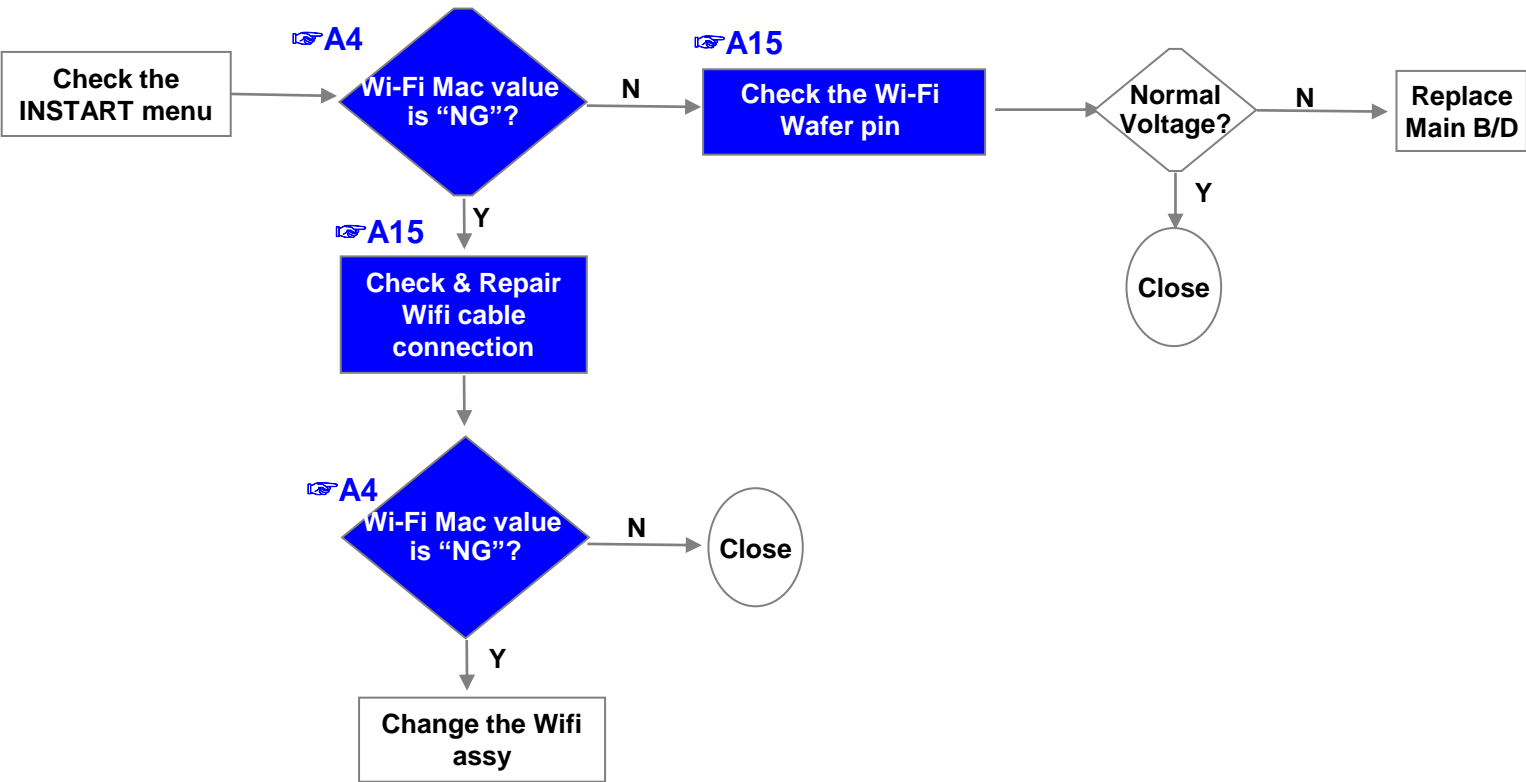 ☞A4
☞A15
Check the
INSTART menu
Wi-Fi Mac value
is “NG”?
N
Check the Wi-Fi
Wafer pin
Normal
Voltage?
N
Replace
Main B/D
Y
Y
☞A15
Check & Repair
Wifi cable
connection
Close
☞A4
Wi-Fi Mac value
is “NG”?
N
Close
Y
Change the Wifi
assy